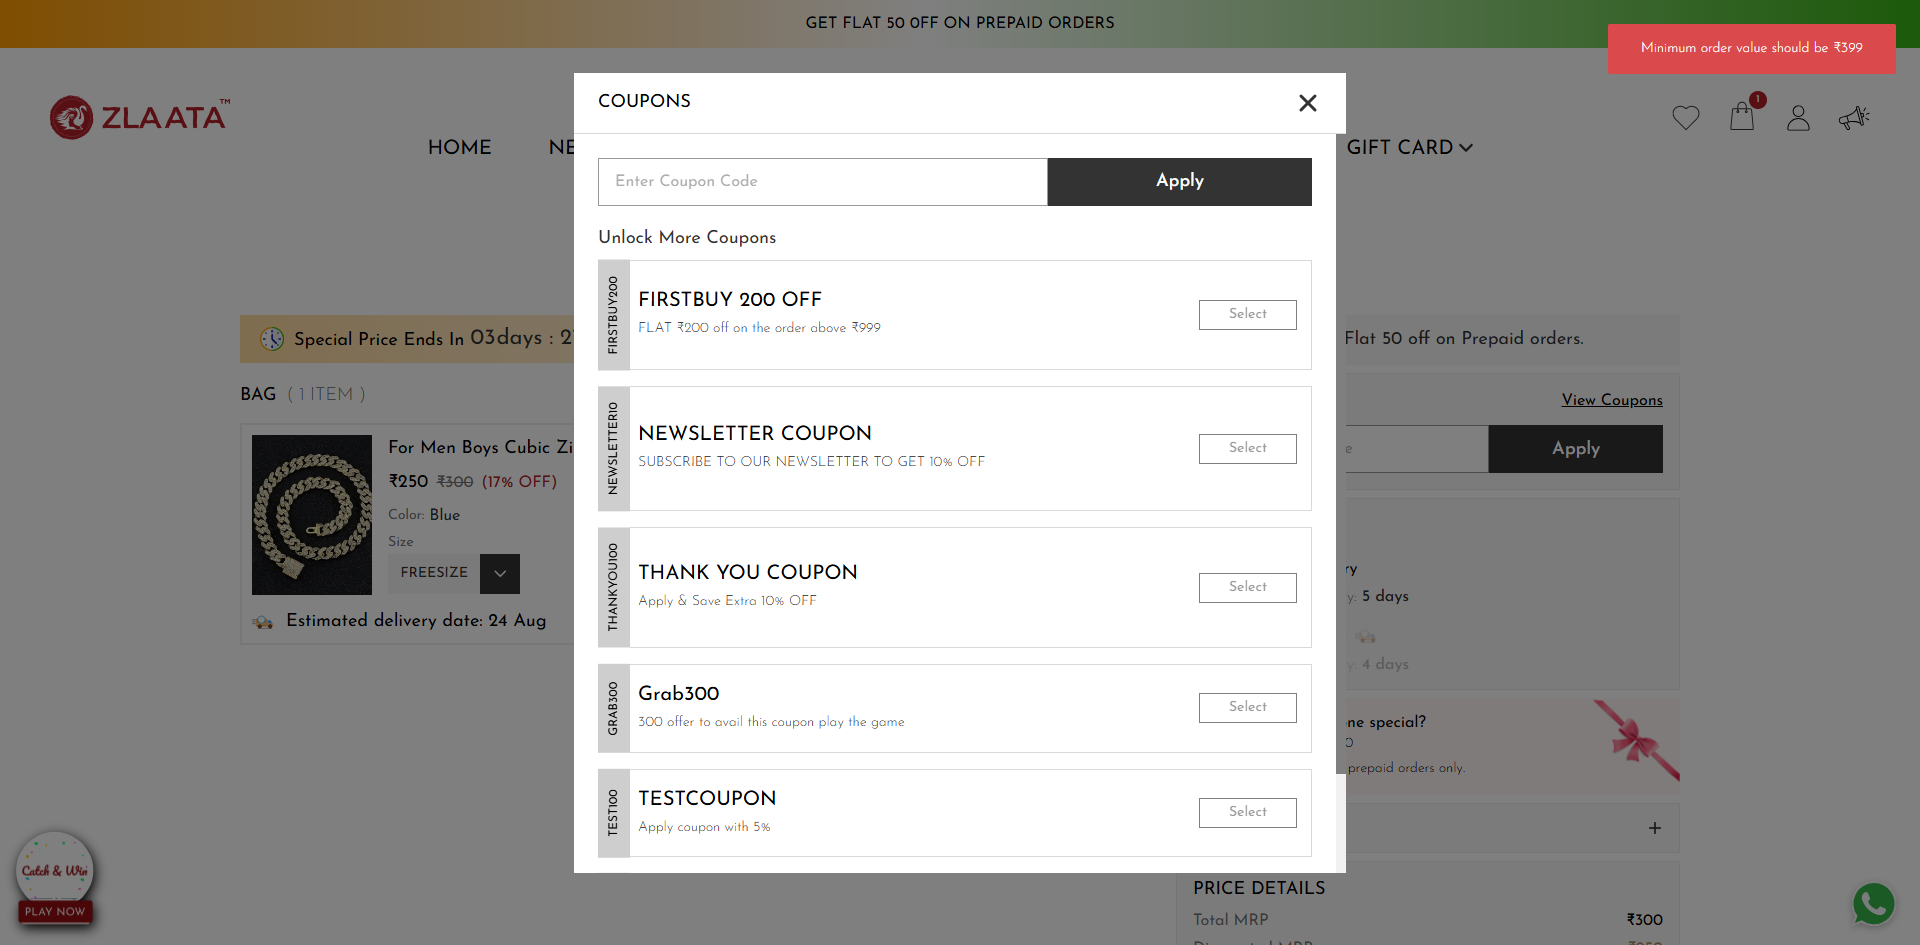 GET FLAT 50 OFF ON PREPAID ORDERS
Minimum order value should be ₹399
ZLAATA™
1
HOME
NE
GIFT CARD
COUPONS
Enter Coupon Code
Apply
Unlock More Coupons
FIRSTBUY200
FIRSTBUY 200 OFF
FLAT ₹200 off on the order above ₹999
Select
NEWSLETTER10
NEWSLETTER COUPON
SUBSCRIBE TO OUR NEWSLETTER TO GET 10% OFF
Select
THANKYOU100
THANK YOU COUPON
Apply & Save Extra 10% OFF
Select
GRAB300
Grab300
300 offer to avail this coupon play the game
Select
TEST100
TESTCOUPON
Apply coupon with 5%
Select
Special Price Ends In 03days : 2
BAG ( 1 ITEM )
For Men Boys Cubic Zi
₹250 ₹300 (17% OFF)
Color: Blue
Size
FREESIZE
Estimated delivery date: 24 Aug
Flat 50 off on Prepaid orders.
View Coupons
e
Apply
ry
y: 5 days
y: 4 days
ne special?
0
prepaid orders only.
+
PRICE DETAILS
Total MRP ₹300
Catch & Win
PLAY NOW